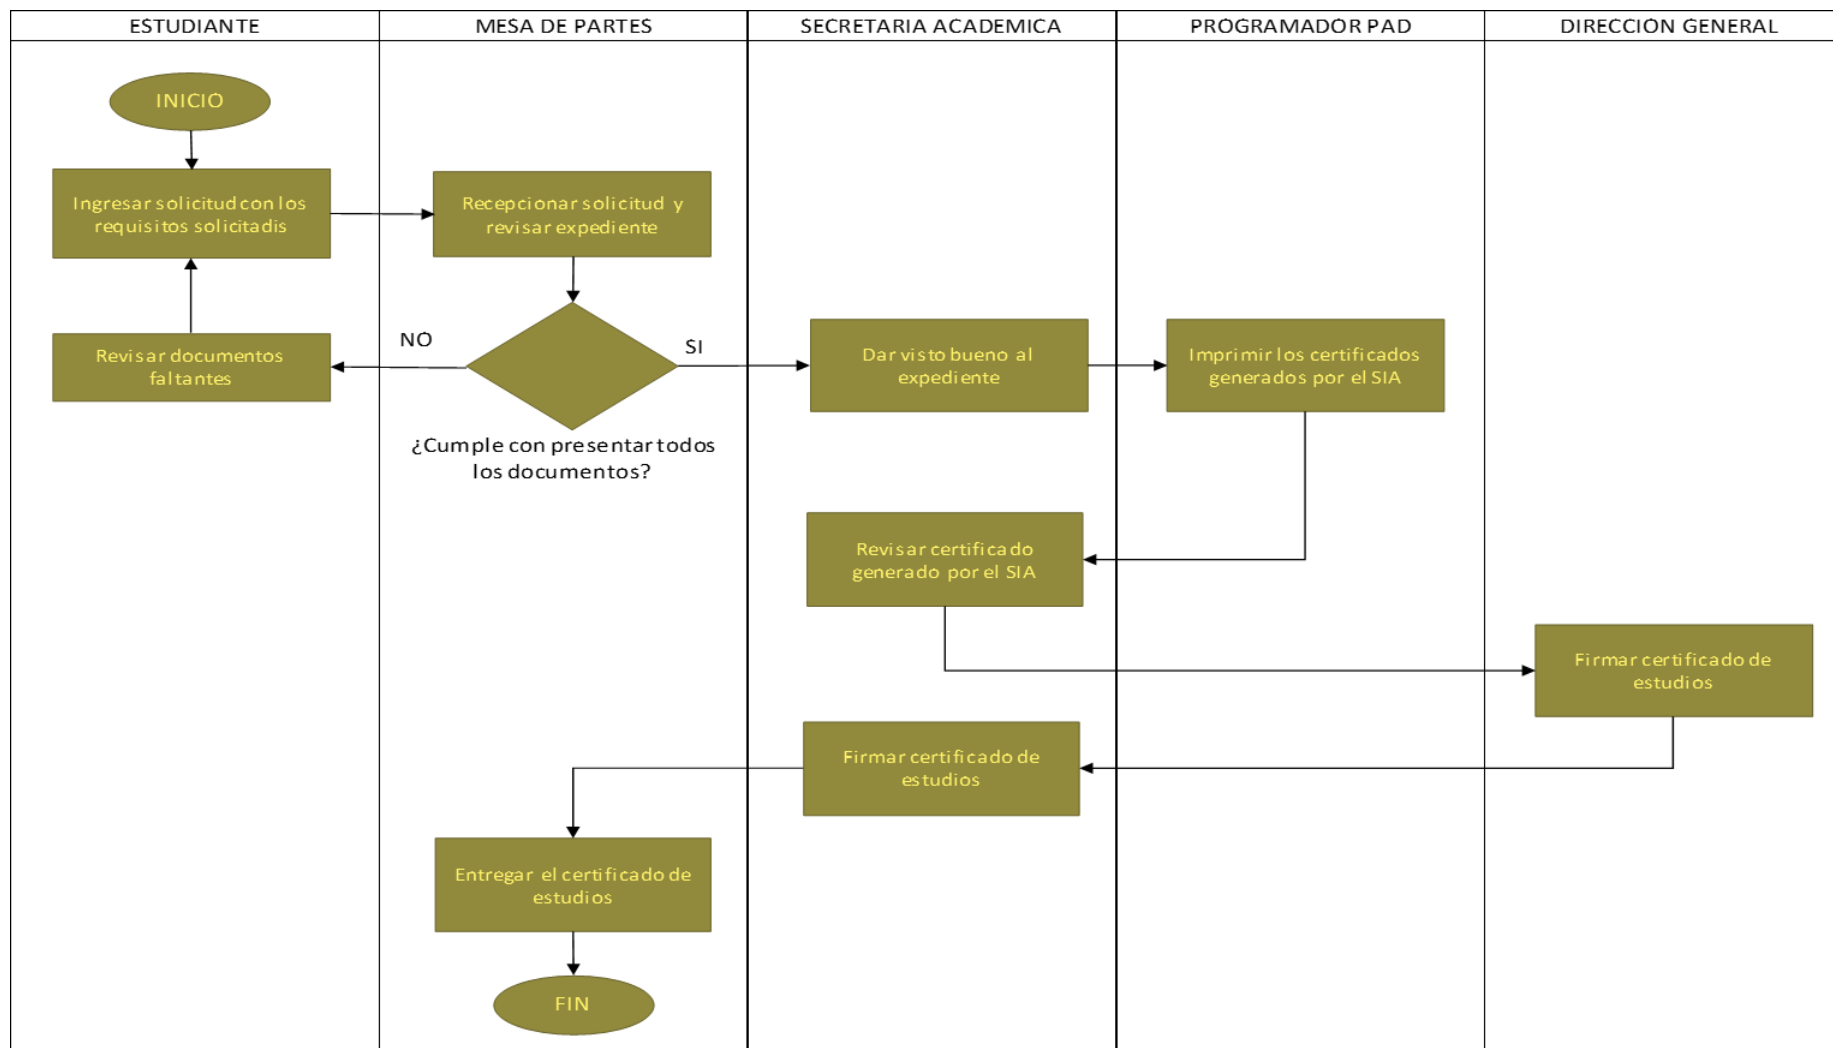 ESTUDIANTE
MESA DE PARTES
SECRETARIA ACADEMICA
PROGRAMADOR PAD
DIRECCION GENERAL
INICIO
Ingresar solicitud con los
requisitos solicitadis
Recepcionar solicitud y
revisar expediente
NO
SI
Revisar documentos
faltantes
Dar visto bueno al
expediente
Imprimir los certificados
generados por el SIA
¿Cumple con presentar todos
los documentos?
Revisar certificado
generado por el SIA
Firmar certificado de
estudios
Firmar certificado de
estudios
Entregar el certificado de
estudios
FIN